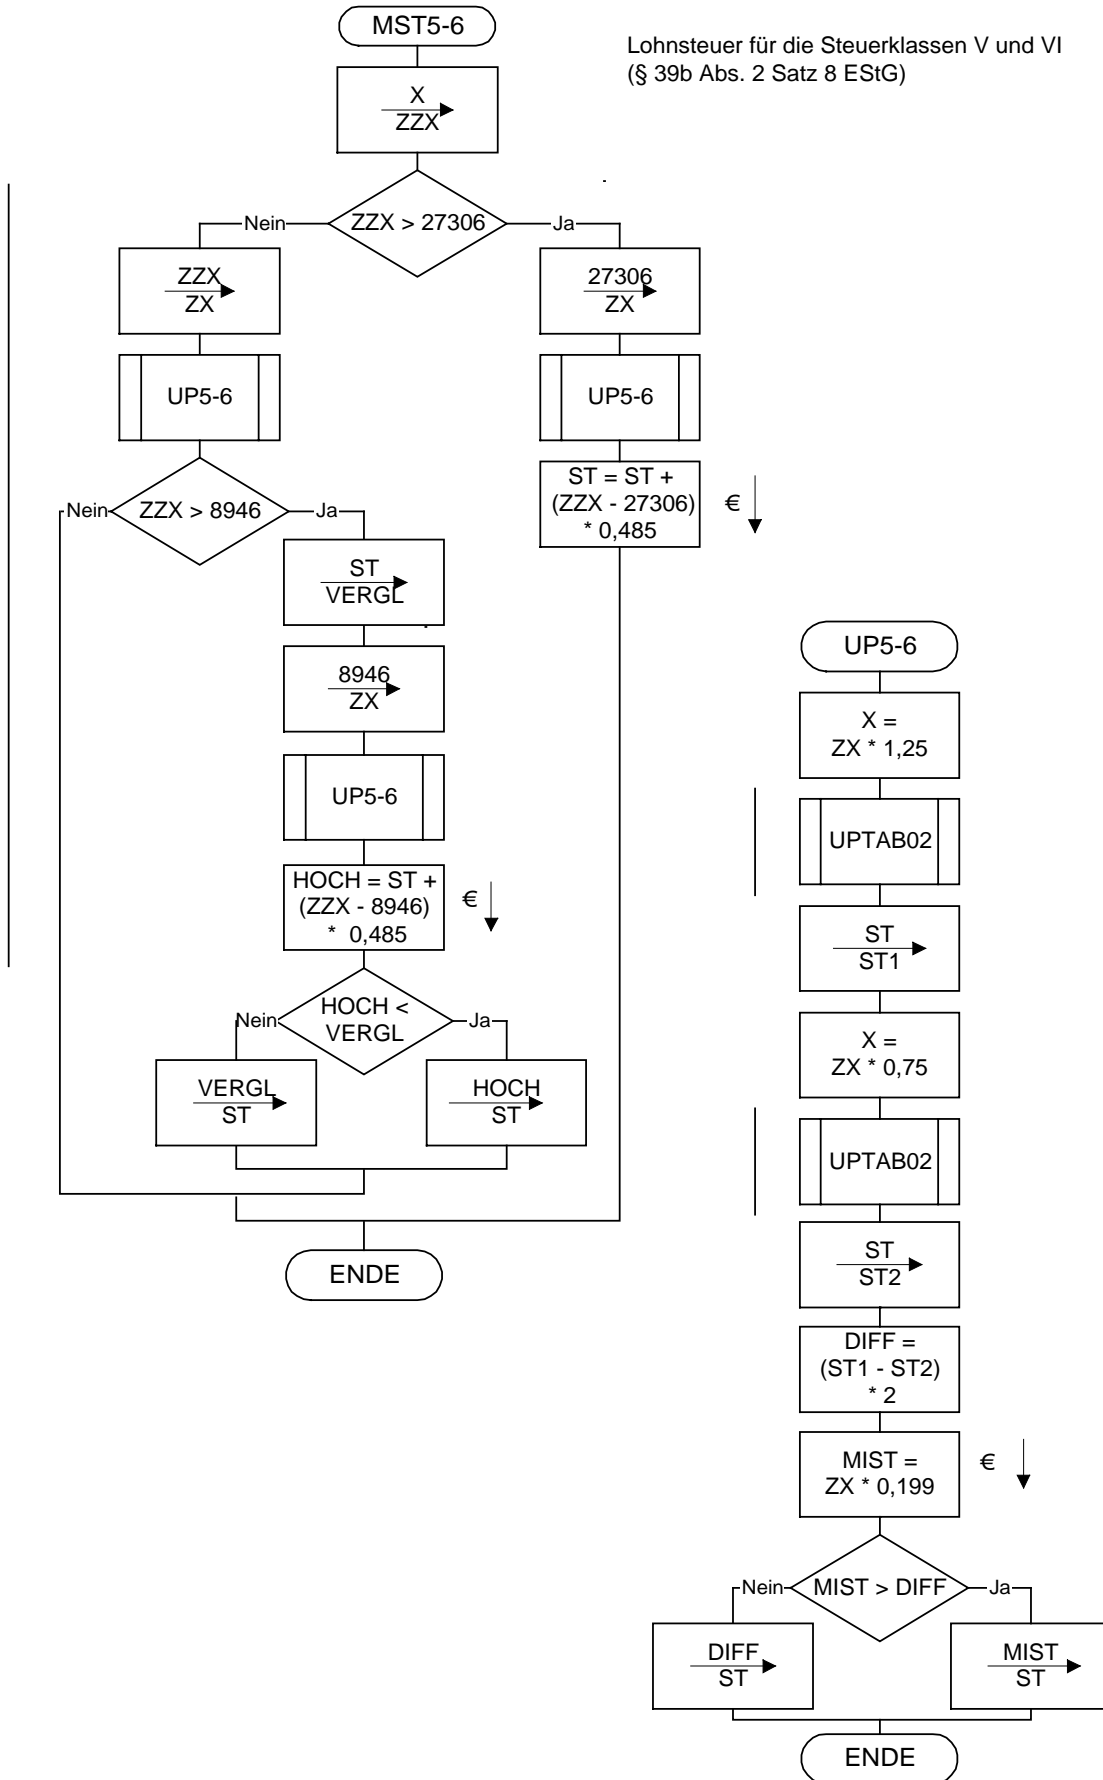 MST5-6
Lohnsteuer für die Steuerklassen V und VI
(§ 39b Abs. 2 Satz 8 EStG)
X
ZZX
Nein
ZZX > 27306
Ja
ZZX
ZX
27306
ZX
UP5-6
UP5-6
Nein
ZZX > 8946
Ja
ST = ST +
(ZZX - 27306)
* 0,485
€
ST
VERGL
8946
ZX
UP5-6
HOCH = ST +
(ZZX - 8946)
* 0,485
€
Nein
HOCH <
VERGL
Ja
VERGL
ST
HOCH
ST
ENDE
UP5-6
X =
ZX * 1,25
UPTAB02
ST
ST1
X =
ZX * 0,75
UPTAB02
ST
ST2
DIFF =
(ST1 - ST2)
* 2
MIST =
ZX * 0,199
€
Nein
MIST > DIFF
Ja
DIFF
ST
MIST
ST
ENDE